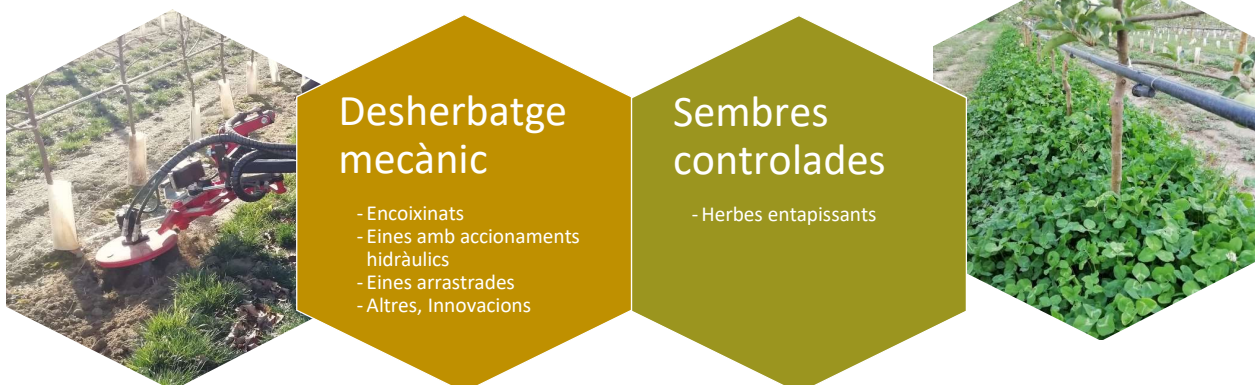 Desherbatge
mecànic
- Encoixinats
- Eines amb accionaments
hidràulics
- Eines arrastrades
- Altres, Innovacions
Sembres
controlades
- Herbes entapissants